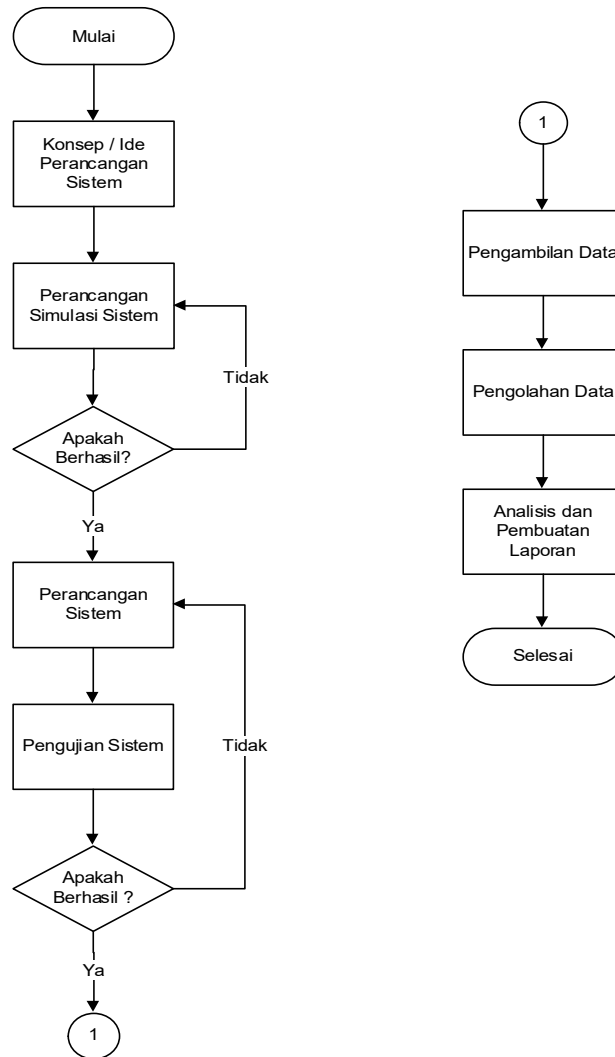 Mulai
Konsep / Ide
Perancangan
Sistem
Perancangan
Simulasi Sistem
Tidak
Apakah
Berhasil?
Ya
Perancangan
Sistem
Pengujian Sistem
Tidak
Apakah
Berhasil ?
Ya
1
1
Pengambilan Data
Pengolahan Data
Analisis dan
Pembuatan
Laporan
Selesai